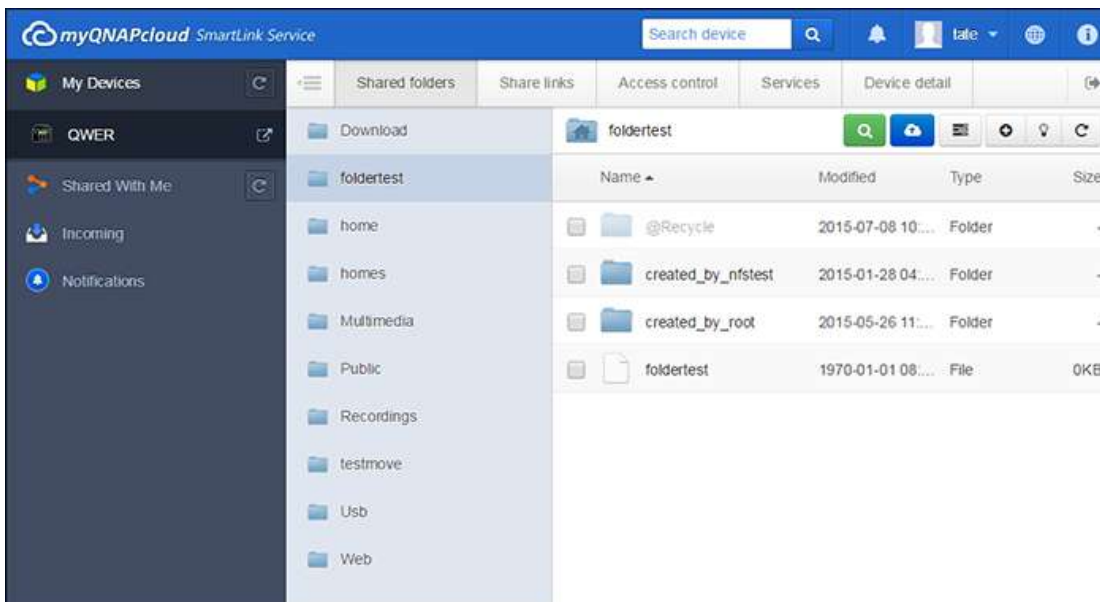 myQNAPcloud SmartLink Service
Search device
tate
My Devices
QWER
Shared With Me
Incoming
Notifications
Shared folders
Share links
Access control
Services
Device detail
Download
foldertest
home
homes
Multimedia
Public
Recordings
testmove
Usb
Web
foldertest
Name Modified Type Size
@Recycle 2015-07-08 10:... Folder
created_by_nfstest 2015-01-28 04:... Folder
created_by_root 2015-05-26 11:... Folder
foldertest 1970-01-01 08:... File 0KB